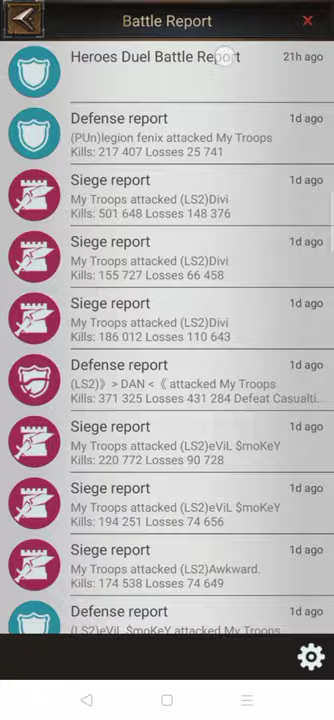 Battle Report
Heroes Duel Battle Report 21h ago
Defense report 1d ago
(PUn)legion fenix attacked My Troops
Kills: 217 407 Losses 25 741
Siege report 1d ago
My Troops attacked (LS2)Divi
Kills: 501 648 Losses 148 376
Siege report 1d ago
My Troops attacked (LS2)Divi
Kills: 155 727 Losses 66 458
Siege report 1d ago
My Troops attacked (LS2)Divi
Kills: 186 012 Losses 110 643
Defense report 1d ago
(LS2)》> DAN <《 attacked My Troops
Kills: 371 325 Losses 431 284 Defeat Casualti...
Siege report 1d ago
My Troops attacked (LS2)eViL $moKeY
Kills: 220 772 Losses 90 728
Siege report 1d ago
My Troops attacked (LS2)eViL $moKeY
Kills: 194 251 Losses 74 656
Siege report 1d ago
My Troops attacked (LS2)Awkward.
Kills: 174 538 Losses 74 649
Defense report 1d ago
(LS2)eViL $moKeY attacked My Troops